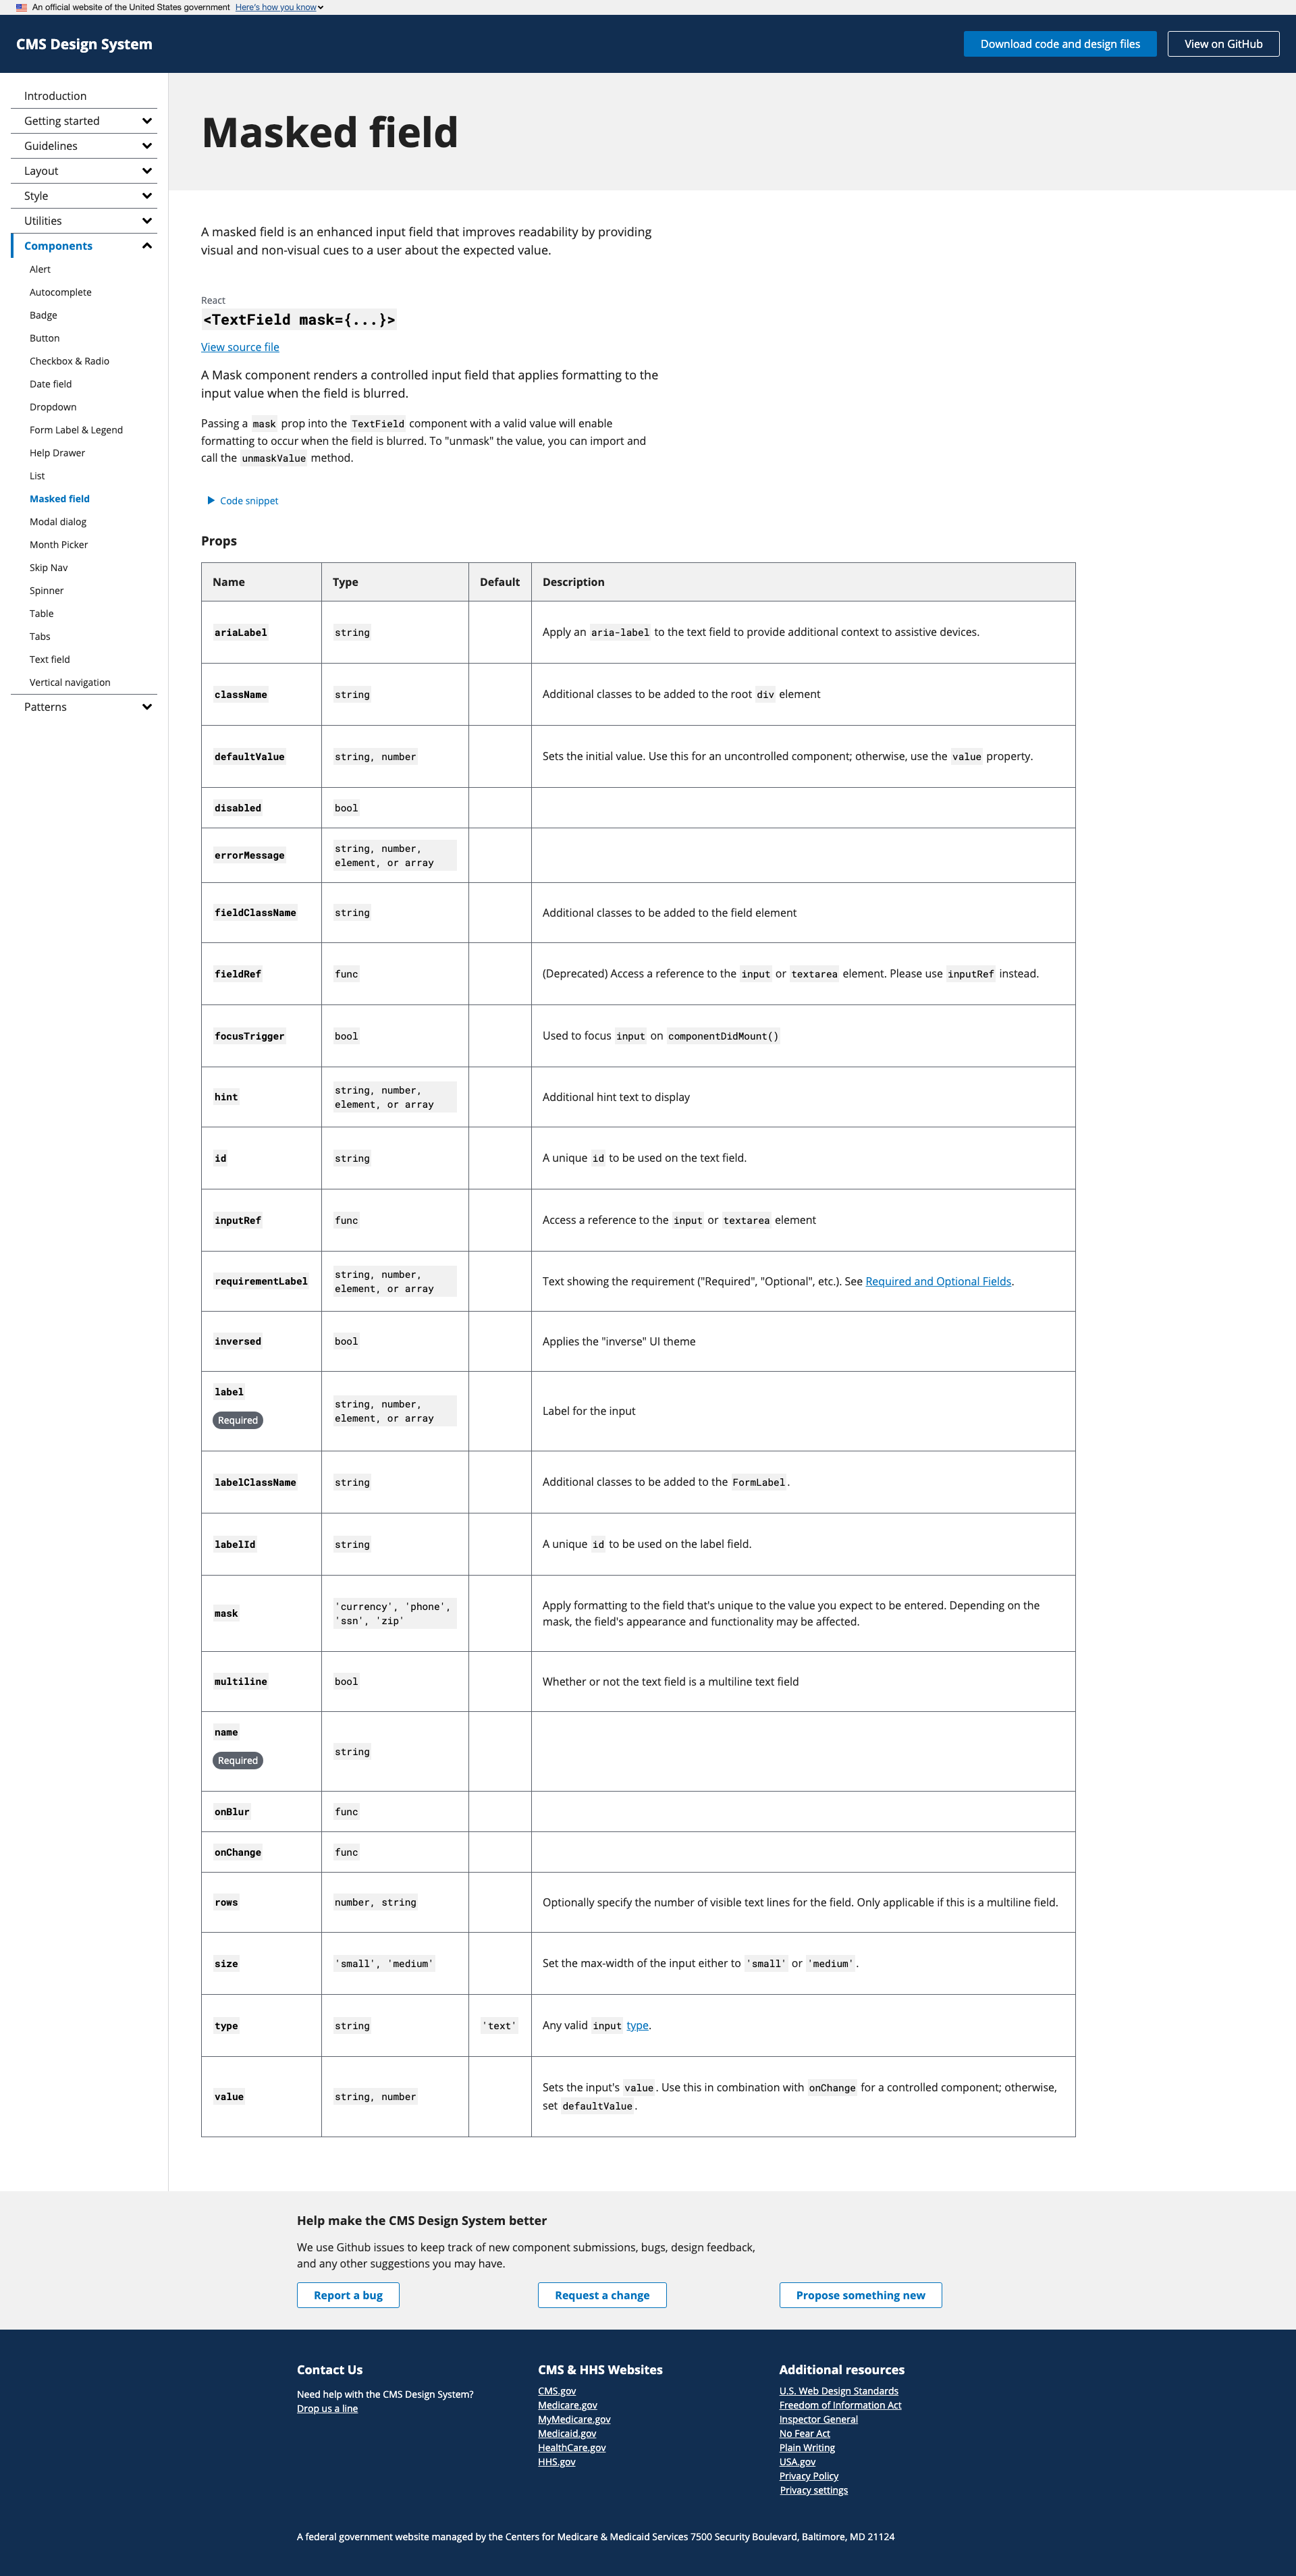 An official website of the United States government Here's how you know
CMS Design System
Download code and design files
View on GitHub
Introduction
Getting started
Guidelines
Layout
Style
Utilities
Components
Alert
Autocomplete
Badge
Button
Checkbox & Radio
Date field
Dropdown
Form Label & Legend
Help Drawer
List
Masked field
Modal dialog
Month Picker
Skip Nav
Spinner
Table
Tabs
Text field
Vertical navigation
Patterns
Masked field
A masked field is an enhanced input field that improves readability by providing
visual and non-visual cues to a user about the expected value.
React
<TextField mask={...}>
View source file
A Mask component renders a controlled input field that applies formatting to the
input value when the field is blurred.
Passing a mask prop into the TextField component with a valid value will enable
formatting to occur when the field is blurred. To "unmask" the value, you can import and
call the unmaskValue method.
Code snippet
Props
Name Type Default Description
ariaLabel string Apply an aria-label to the text field to provide additional context to assistive devices.
className string Additional classes to be added to the root div element
defaultValue string, number Sets the initial value. Use this for an uncontrolled component; otherwise, use the value property.
disabled bool
errorMessage string, number,
element, or array
fieldClassName string Additional classes to be added to the field element
fieldRef func (Deprecated) Access a reference to the input or textarea element. Please use inputRef instead.
focusTrigger bool Used to focus input on componentDidMount()
hint string, number,
element, or array Additional hint text to display
id string A unique id to be used on the text field.
inputRef func Access a reference to the input or textarea element
requirementLabel string, number,
element, or array Text showing the requirement ("Required", "Optional", etc.). See Required and Optional Fields.
inversed bool Applies the "inverse" UI theme
label
Required
string, number,
element, or array
Label for the input
labelClassName string Additional classes to be added to the FormLabel.
labelId string A unique id to be used on the label field.
mask
'currency', 'phone',
'ssn', 'zip'
Apply formatting to the field that's unique to the value you expect to be entered. Depending on the
mask, the field's appearance and functionality may be affected.
multiline bool Whether or not the text field is a multiline text field
name
Required
string
onBlur func
onChange func
rows number, string Optionally specify the number of visible text lines for the field. Only applicable if this is a multiline field.
size 'small', 'medium' Set the max-width of the input either to 'small' or 'medium'.
type string 'text' Any valid input type.
value string, number
Sets the input's value. Use this in combination with onChange for a controlled component; otherwise,
set defaultValue.
Help make the CMS Design System better
We use Github issues to keep track of new component submissions, bugs, design feedback,
and any other suggestions you may have.
Report a bug
Request a change
Propose something new
Contact Us
Need help with the CMS Design System?
Drop us a line
CMS & HHS Websites
CMS.gov
Medicare.gov
MyMedicare.gov
Medicaid.gov
HealthCare.gov
HHS.gov
Additional resources
U.S. Web Design Standards
Freedom of Information Act
Inspector General
No Fear Act
Plain Writing
USA.gov
Privacy Policy
Privacy settings
A federal government website managed by the Centers for Medicare & Medicaid Services 7500 Security Boulevard, Baltimore, MD 21124